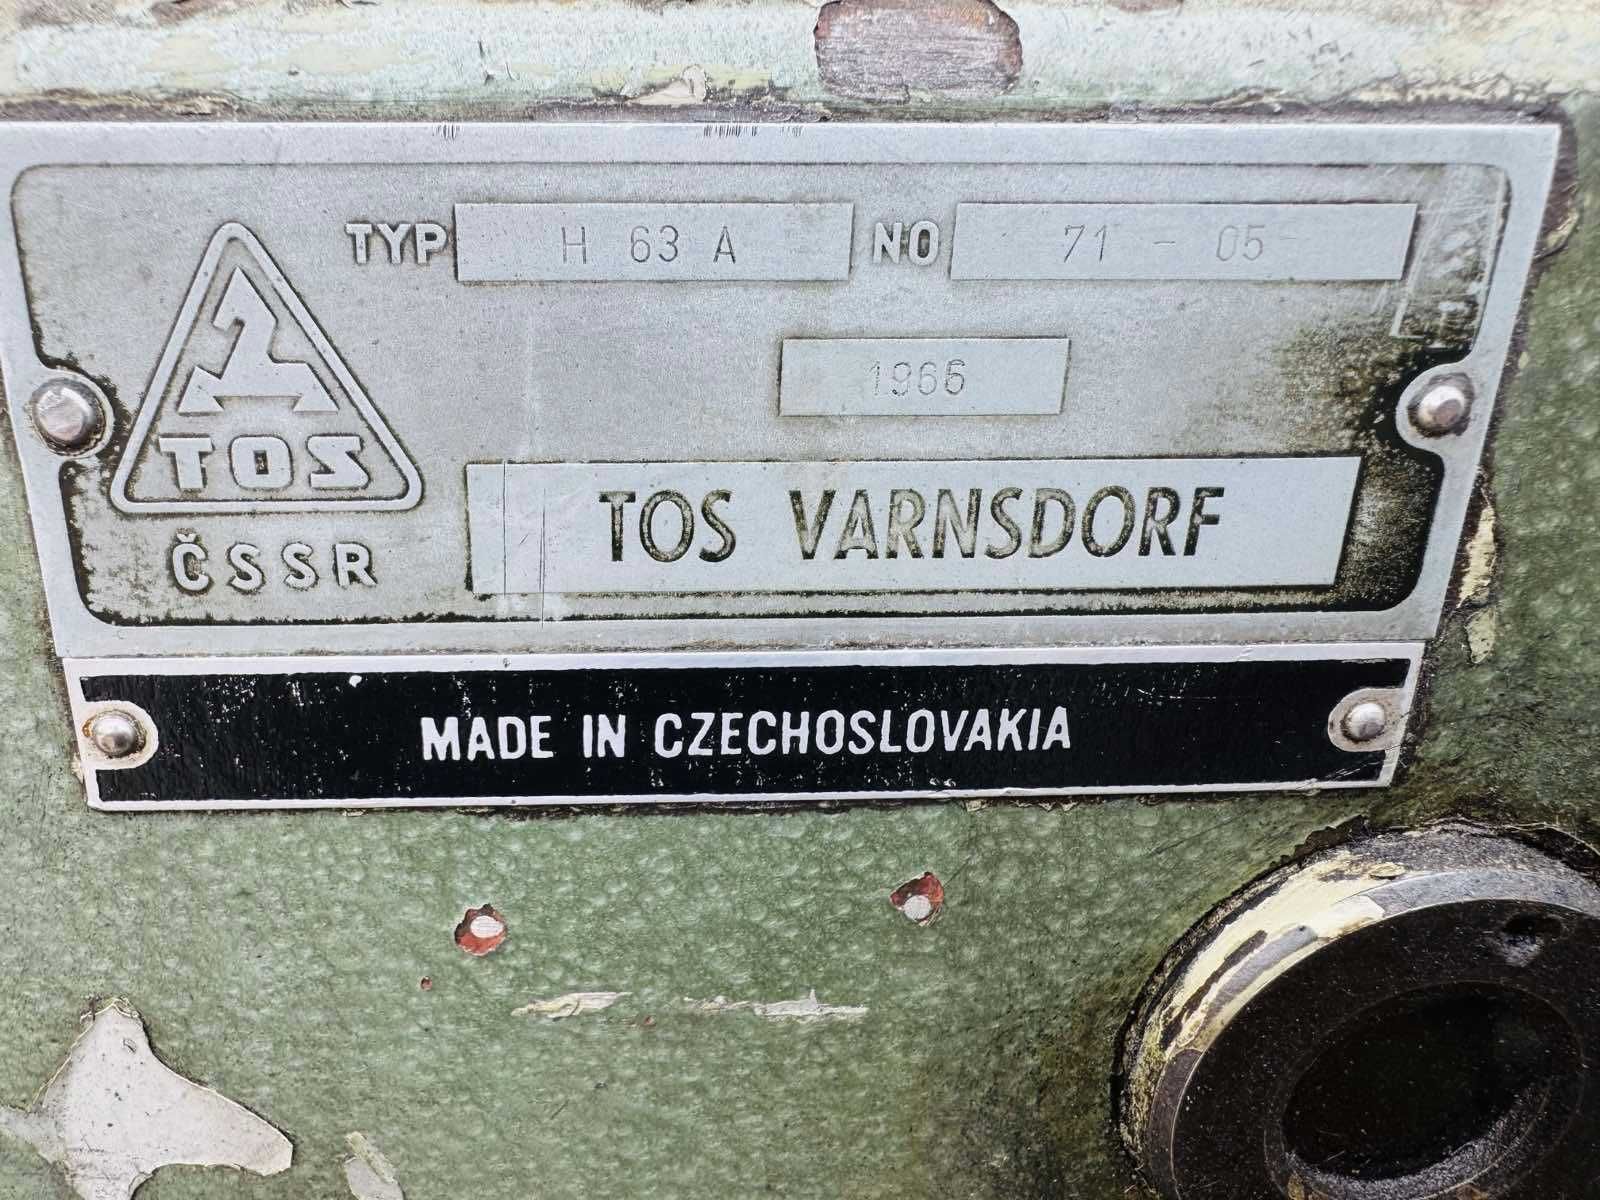 TYP H 63 A NO 71 - 05
1966
TOS
TOS VARNSDORF
ČSSR
MADE IN CZECHOSLOVAKIA